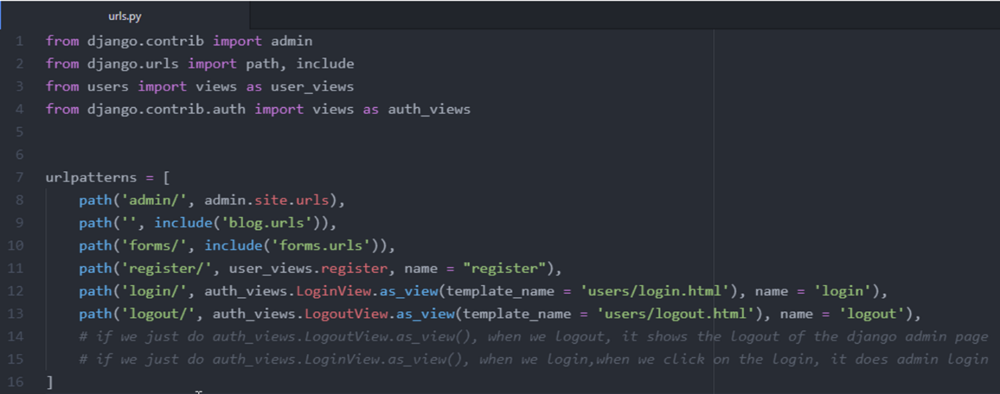 urls.py
1 from django.contrib import admin
2 from django.urls import path, include
3 from users import views as user_views
4 from django.contrib.auth import views as auth_views
5
6
7 urlpatterns = [
8     path('admin/', admin.site.urls),
9     path('', include('blog.urls')),
10     path('forms/', include('forms.urls')),
11     path('register/', user_views.register, name = "register"),
12     path('login/', auth_views.LoginView.as_view(template_name = 'users/login.html'), name = 'login'),
13     path('logout/', auth_views.LogoutView.as_view(template_name = 'users/logout.html'), name = 'logout'),
14     # if we just do auth_views.LogoutView.as_view(), when we logout, it shows the logout of the django admin page
15     # if we just do auth_views.LoginView.as_view(), when we login,when we click on the login, it does admin login
16 ]